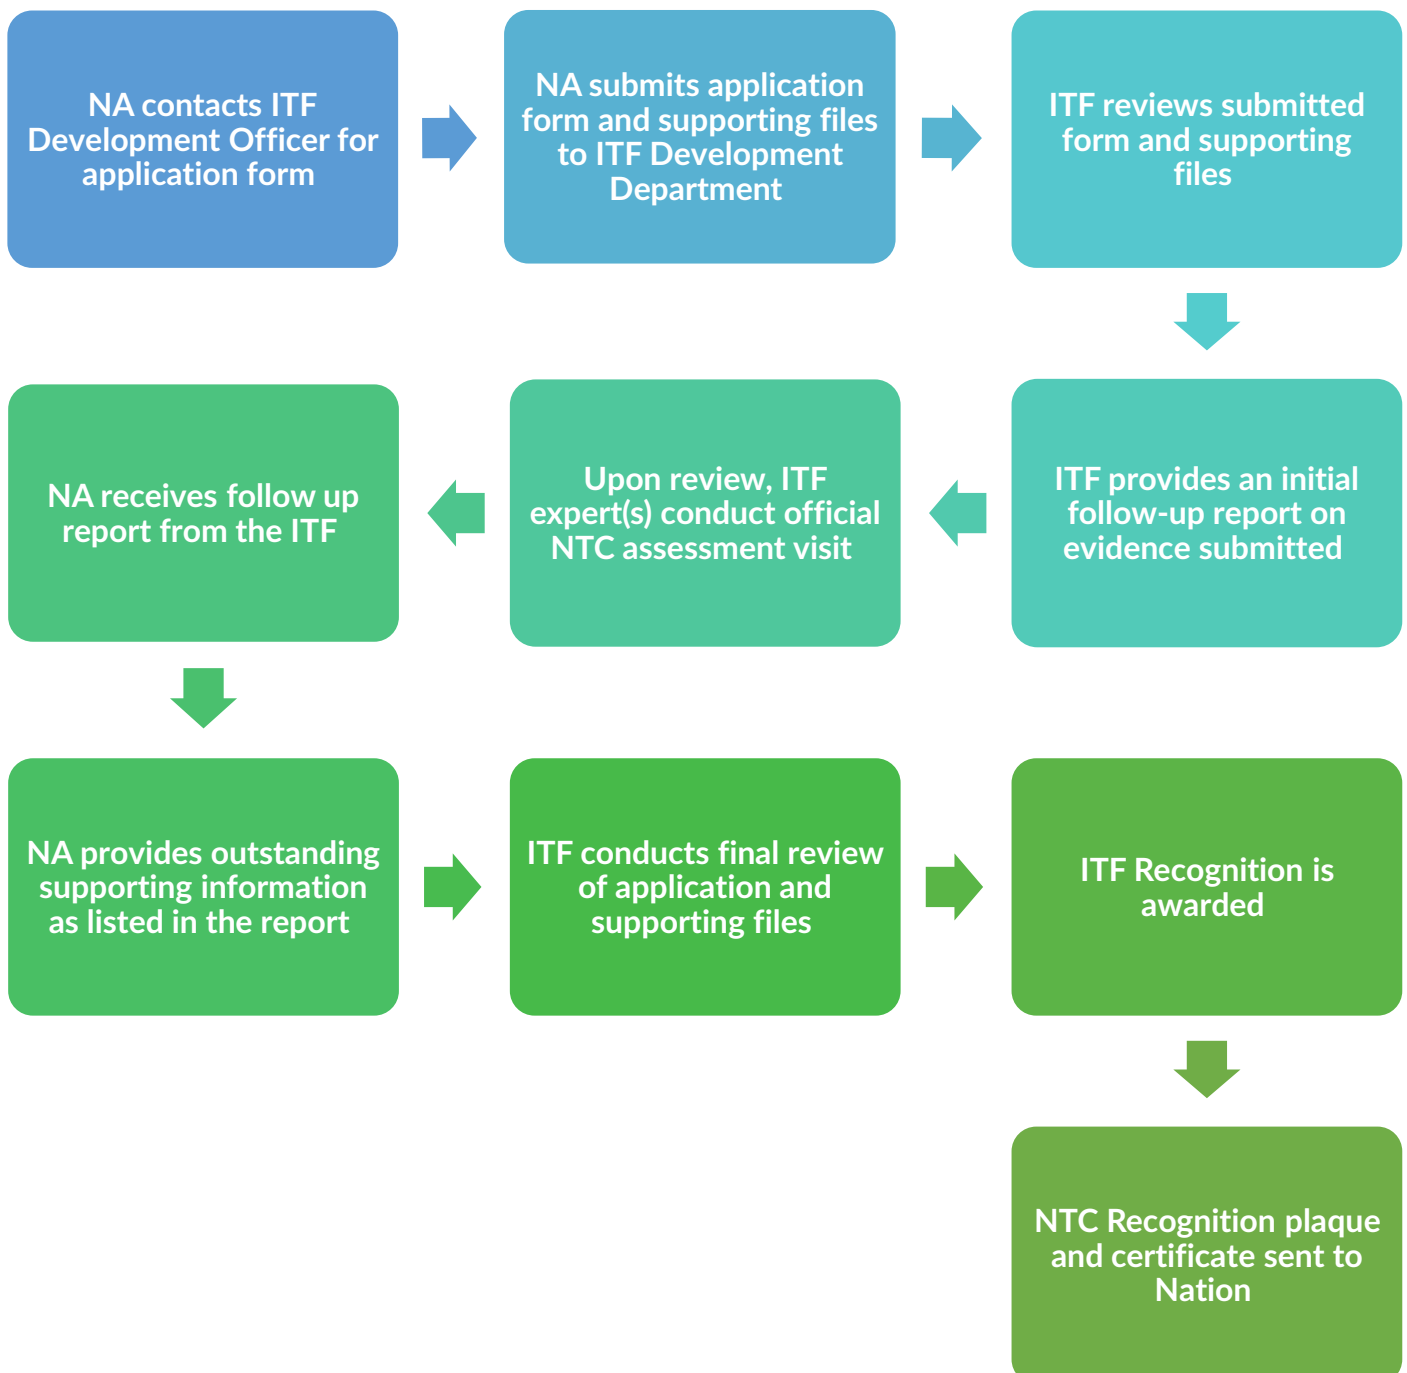 NA contacts ITF
Development Officer for
application form
NA submits application
form and supporting files
to ITF Development
Department
ITF reviews submitted
form and supporting
files
ITF provides an initial
follow-up report on
evidence submitted
Upon review, ITF
expert(s) conduct official
NTC assessment visit
NA receives follow up
report from the ITF
NA provides outstanding
supporting information
as listed in the report
ITF conducts final review
of application and
supporting files
ITF Recognition is
awarded
NTC Recognition plaque
and certificate sent to
Nation